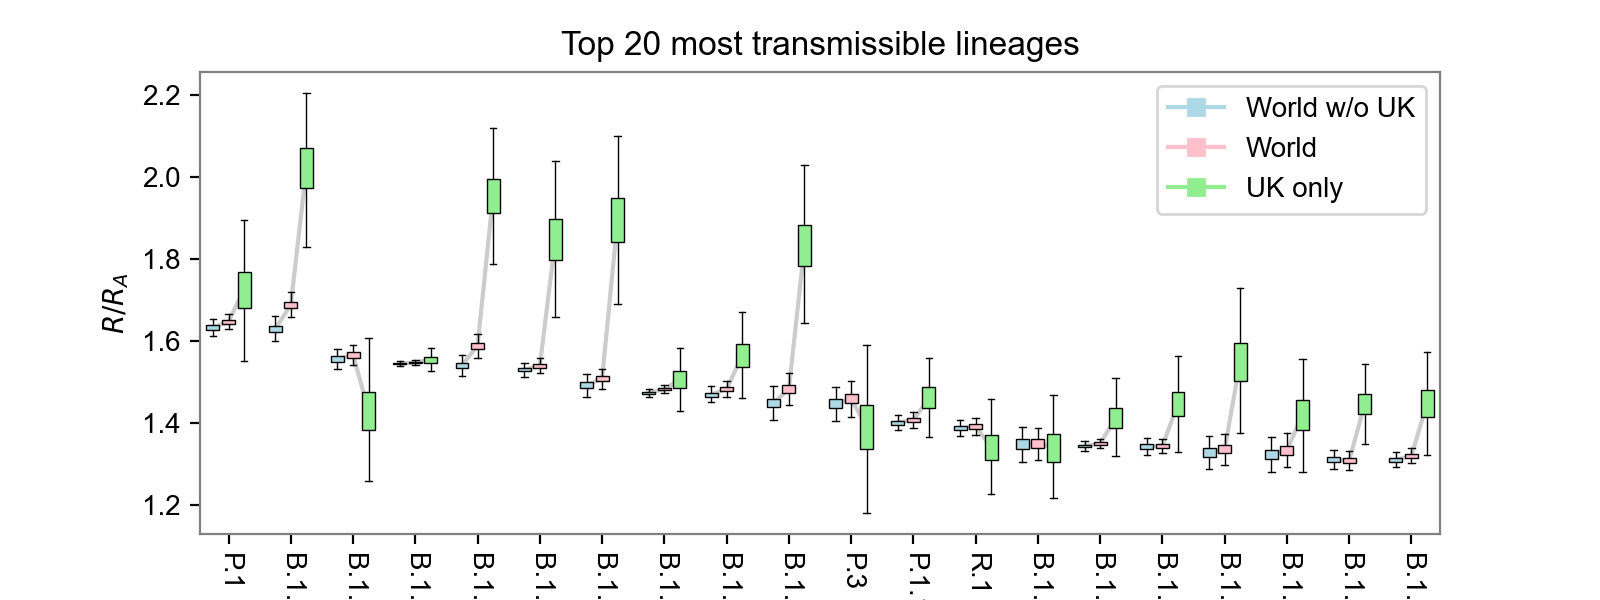 Top 20 most transmissible lineages
2.2
2.0
1.8
1.6
1.4
1.2
R/R_A
World w/o UK
World
UK only
P.1
B.1.
B.1.
B.1.
B.1.
B.1.
B.1.
B.1.
B.1.
B.1.
P.3
P.1.
R.1
B.1.
B.1.
B.1.
B.1.
B.1.
B.1.
B.1.